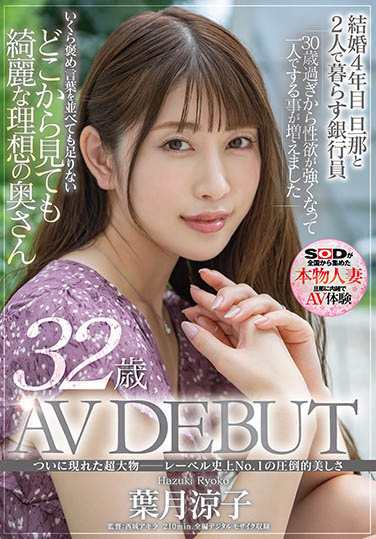 結婚4年目 旦那と
2人で暮らす銀行員
30歳過ぎから性欲が強くなって
一人でする事が増えました
いくら褒め言葉を並べても足りない
どこから見ても
綺麗な理想の奥さん
SODが
全国から集めた
本物人妻
旦那に内緒で
AV体験
32歳
AV DEBUT
ついに現れた超大物――レーベル史上No.1の圧倒的美しさ
Hazuki Ryoko
葉月涼子
監督:西城アキラ 210min.全編デジタルモザイク収録